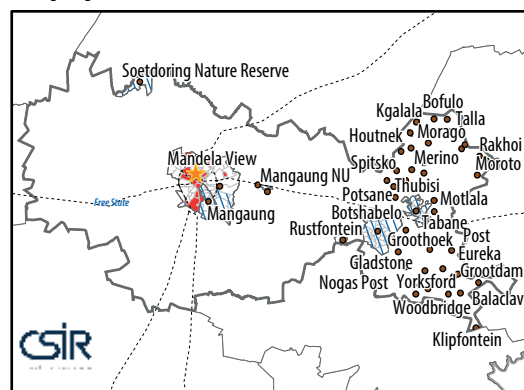 Soetdoring Nature Reserve
Bofulo
Kgalala
Talla
Houtnek
Morago
Rakhoi
Mandela View
Merino
Moroto
Spitsko
Mangaung NU
Thubisi
Potsane
Motlala
Free State
Mangaung
Botshabelo
Tabane
Rustfontein
Groothoek
Post
Eureka
Gladstone
Grootdam
Nogas Post
Yorksford
Balaclav
Woodbridge
Klipfontein
CSIR